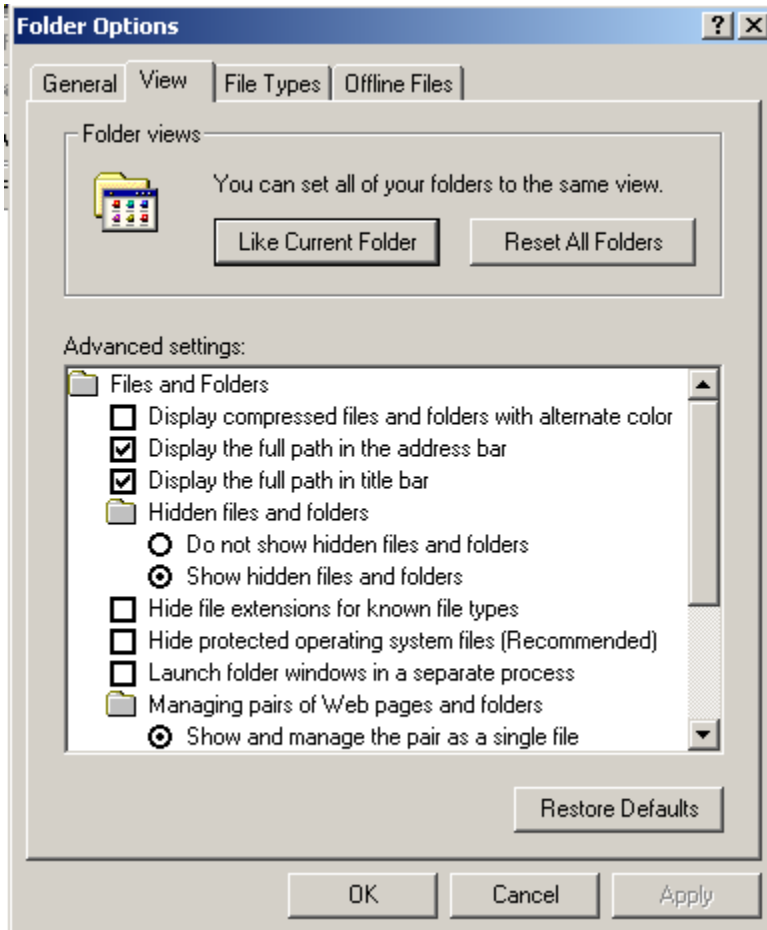 Folder Options
General View File Types Offline Files
Folder views
You can set all of your folders to the same view.
Like Current Folder Reset All Folders
Advanced settings:
Files and Folders
Display compressed files and folders with alternate color
Display the full path in the address bar
Display the full path in title bar
Hidden files and folders
Do not show hidden files and folders
Show hidden files and folders
Hide file extensions for known file types
Hide protected operating system files (Recommended)
Launch folder windows in a separate process
Managing pairs of Web pages and folders
Show and manage the pair as a single file
Restore Defaults
OK Cancel Apply